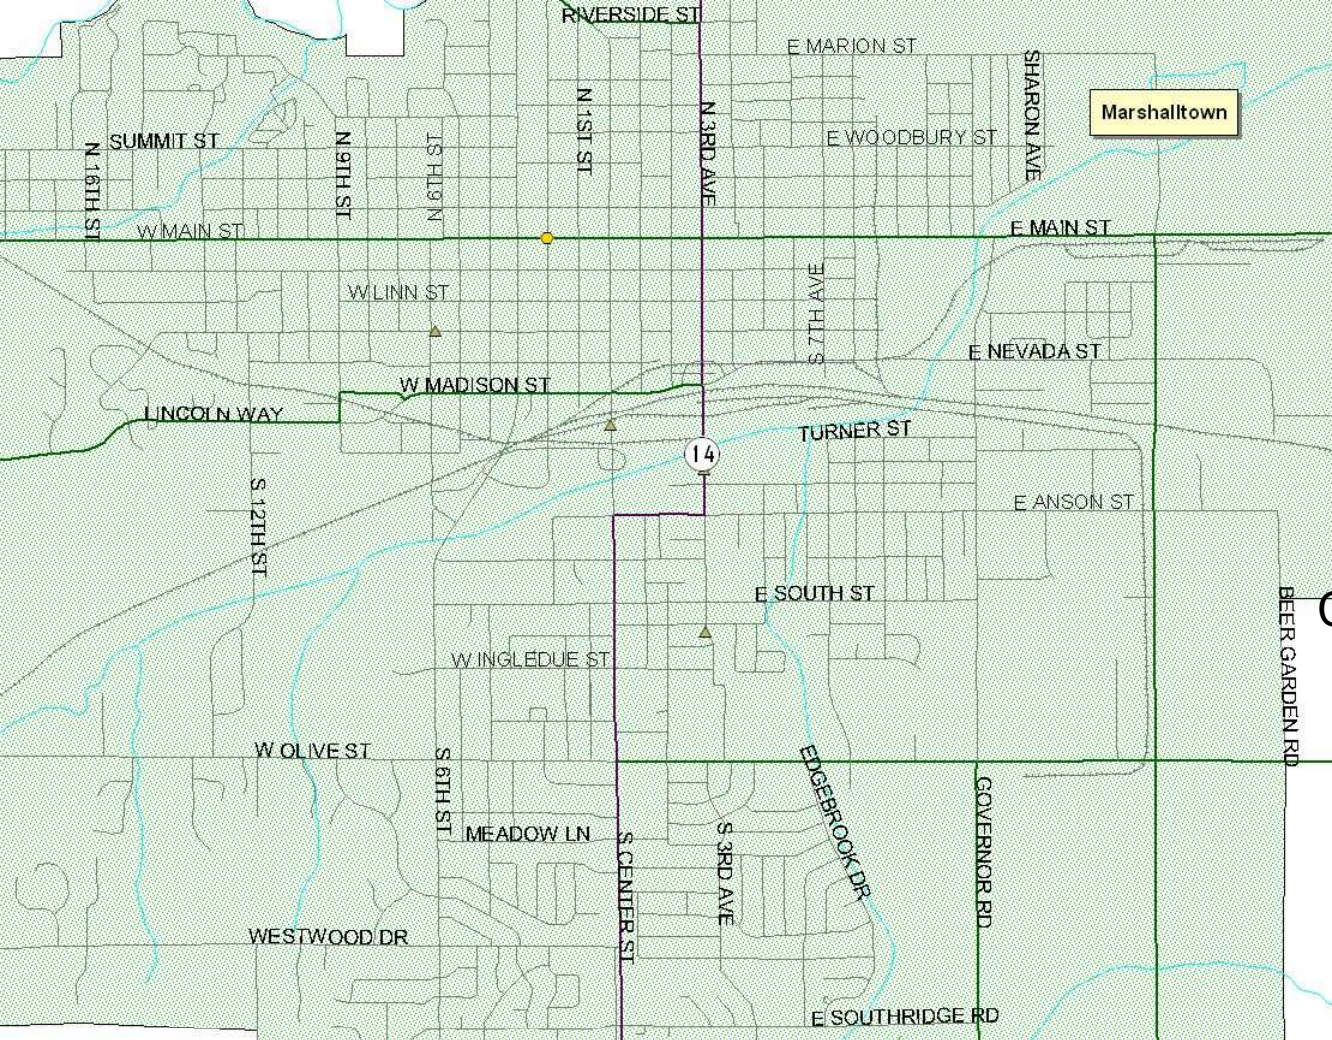 RIVERSIDE ST
E MARION ST
SHARON AVE
N 1ST ST
N 3RD AVE
Marshalltown
SUMMIT ST
N 16TH ST
N 9TH ST
N 6TH ST
E WOODBURY ST
W MAIN ST
E MAIN ST
W LINN ST
S 7TH AVE
E NEVADA ST
W MADISON ST
LINCOLN WAY
TURNER ST
14
S 12TH ST
E ANSON ST
E SOUTH ST
BEER GARDEN RD
W INGLEDUE ST
W OLIVE ST
S 6TH ST
EDGEBROOK DR
GOVERNOR RD
MEADOW LN
S CENTER ST
S 3RD AVE
WESTWOOD DR
E SOUTHRIDGE RD